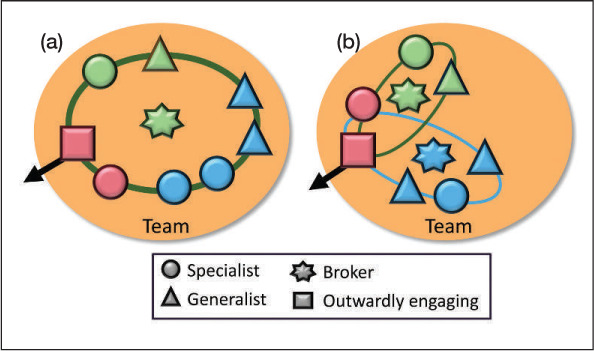 (a)
(b)
Team
Team
Specialist
Broker
Generalist
Outwardly engaging